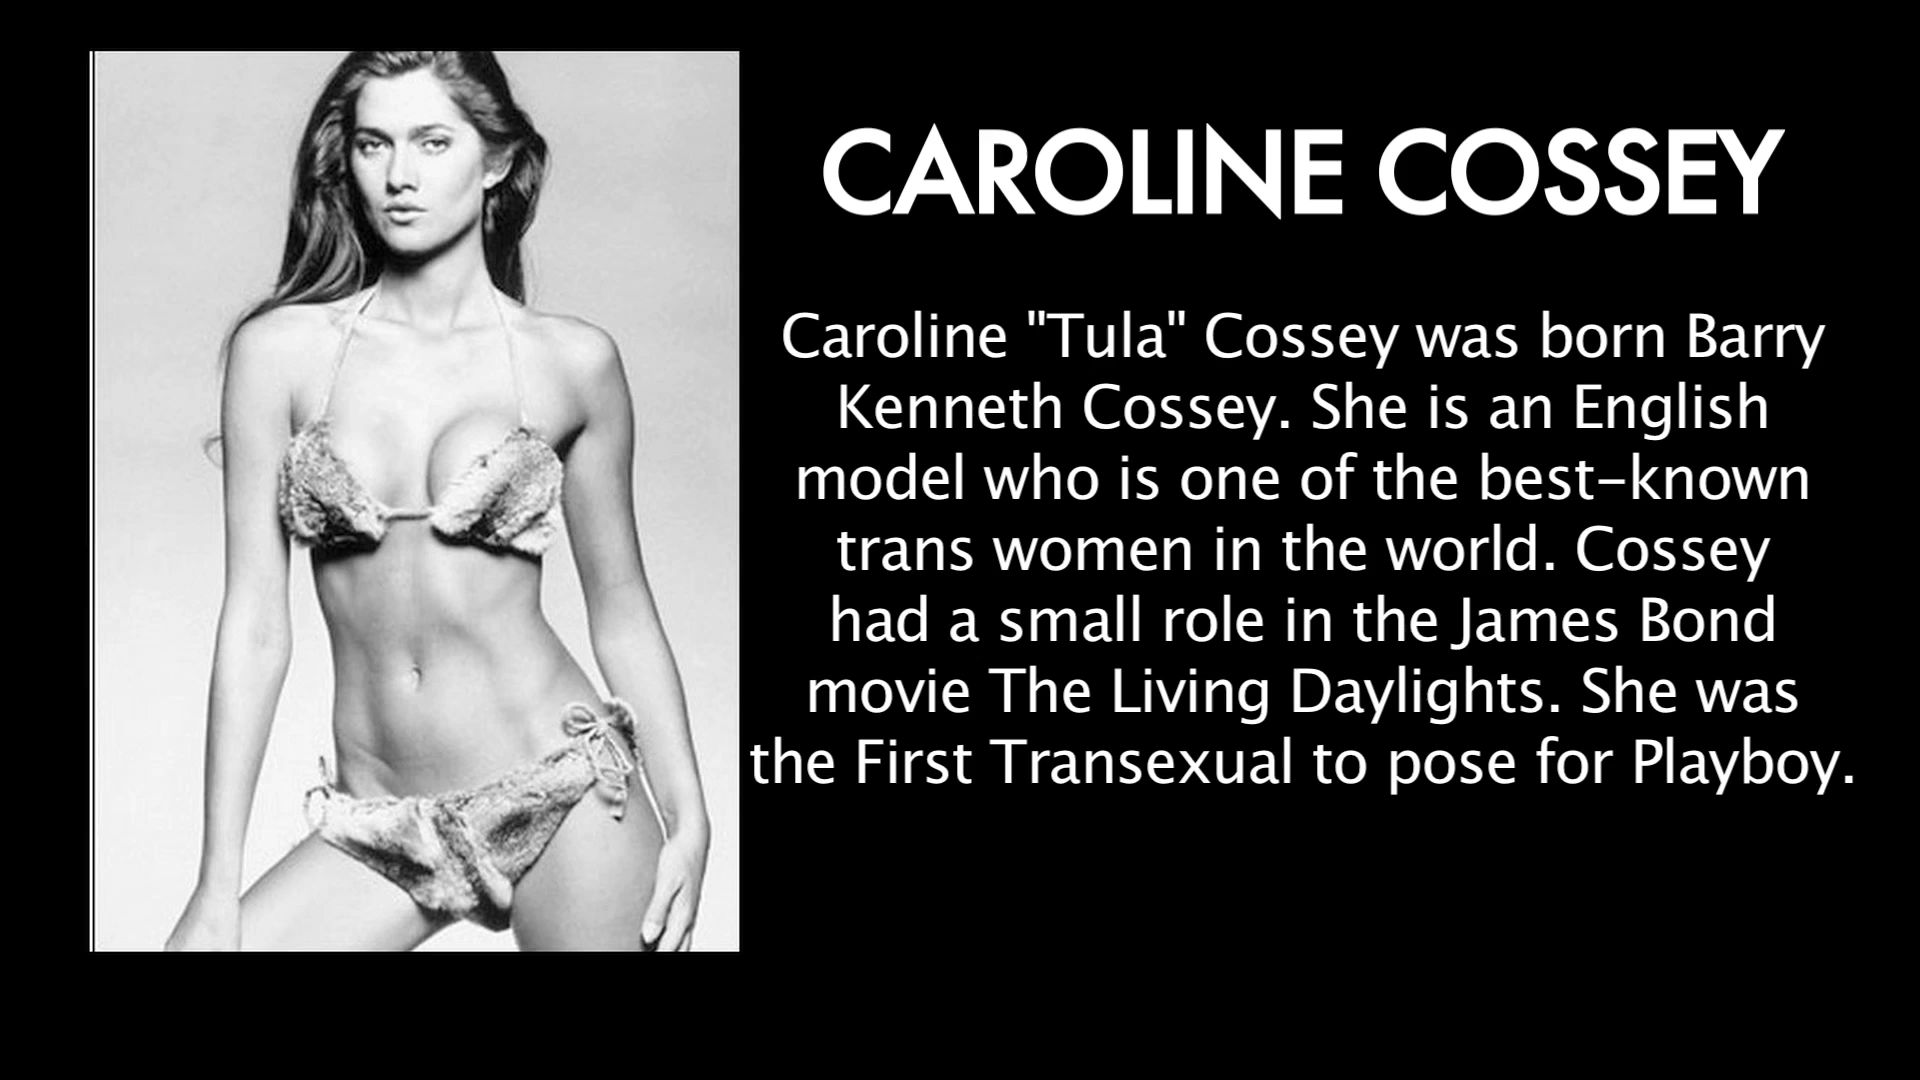 CAROLINE COSSEY
Caroline "Tula" Cossey was born Barry
Kenneth Cossey. She is an English
model who is one of the best-known
trans women in the world. Cossey
had a small role in the James Bond
movie The Living Daylights. She was
the First Transexual to pose for Playboy.